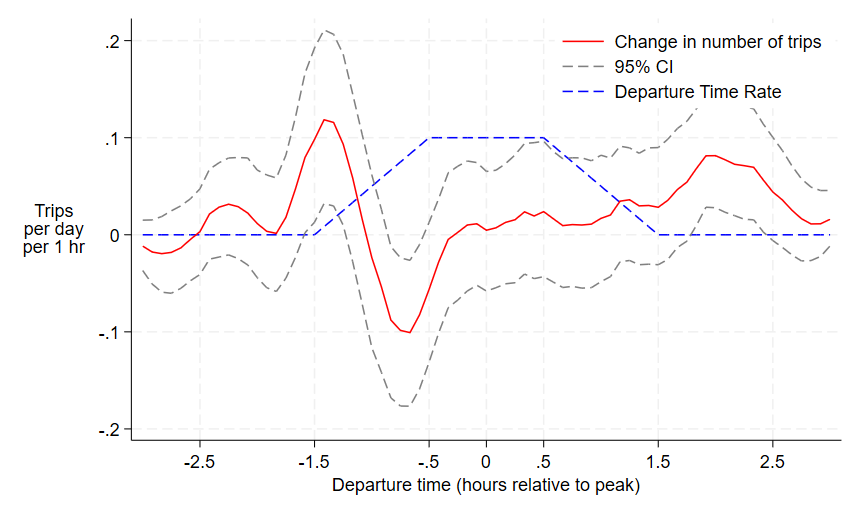 Change in number of trips
95% CI
Departure Time Rate
.2
.1
0
-.1
-.2
Trips
per day
per 1 hr
-2.5
-1.5
-.5
0
.5
1.5
2.5
Departure time (hours relative to peak)